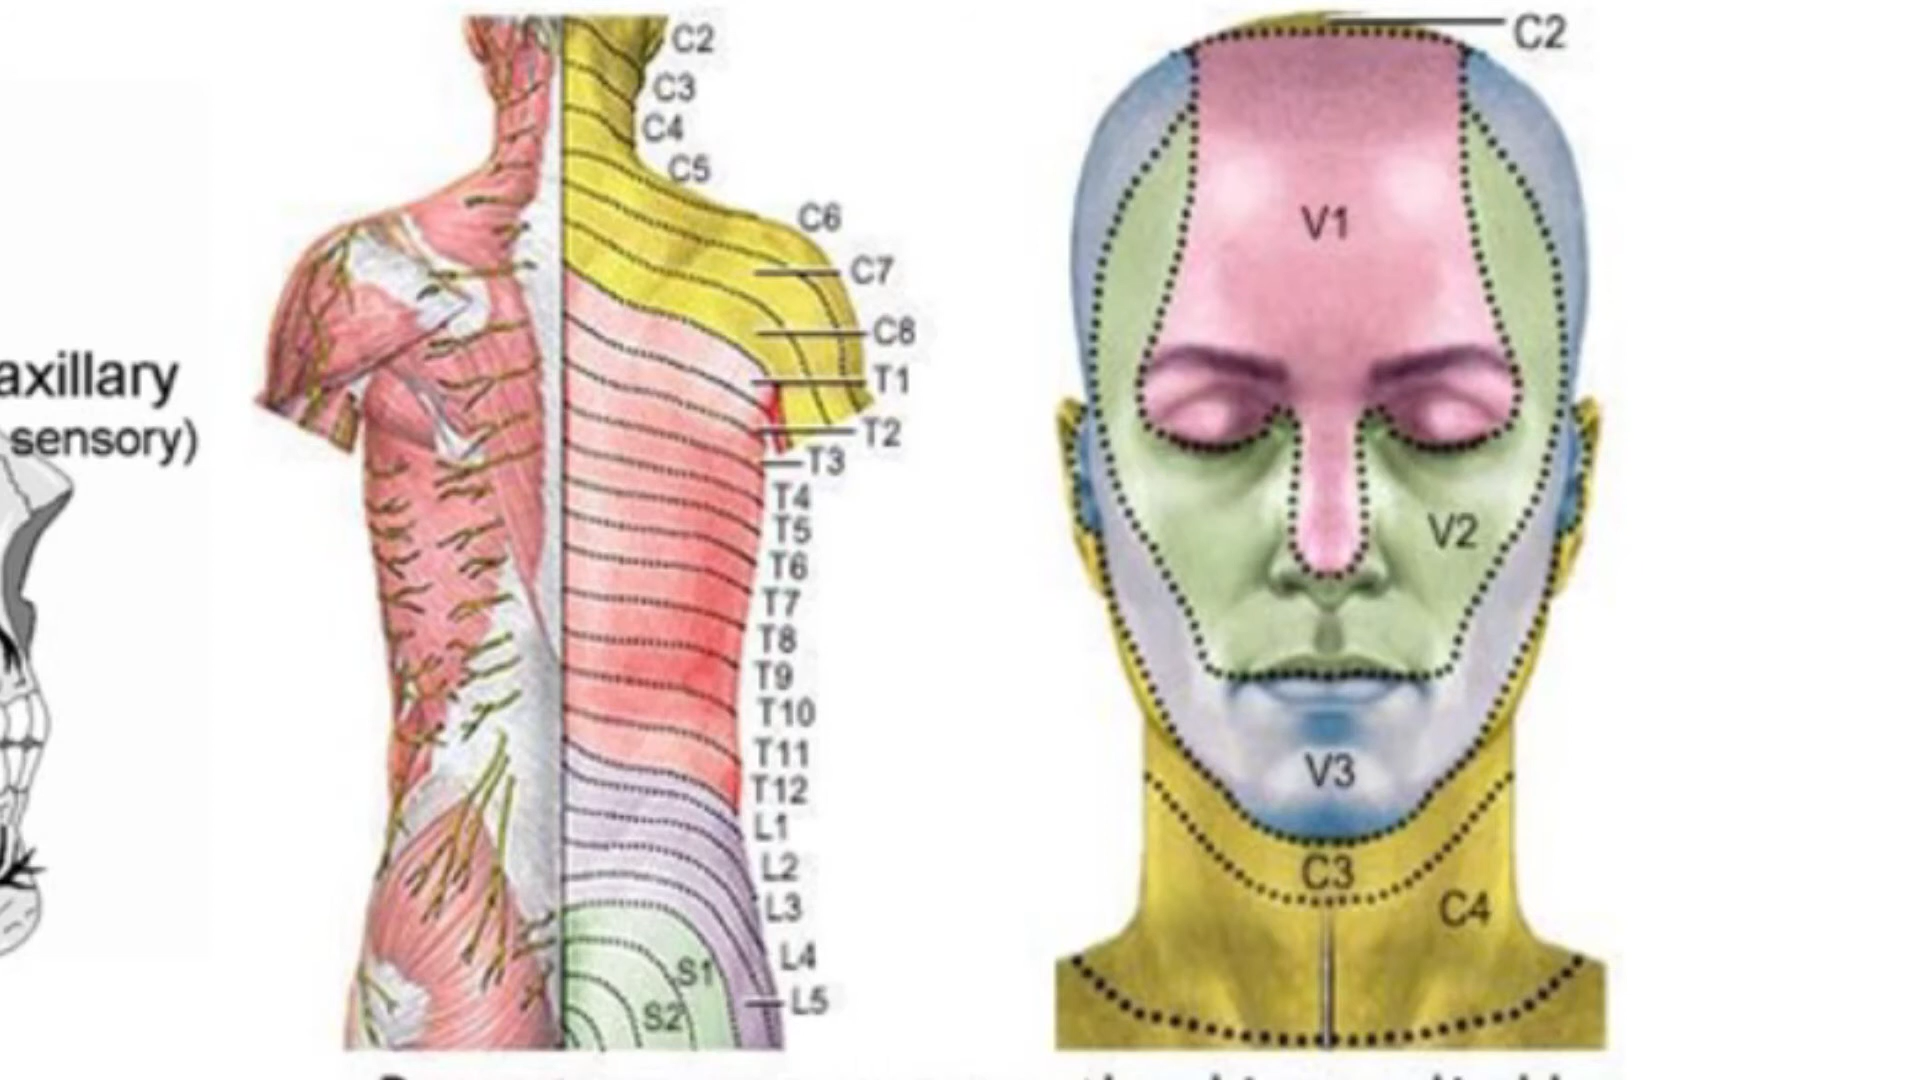 axillary
sensory)
C2
C3
C4
C5
C6
C7
C8
T1
T2
T3
T4
T5
T6
T7
T8
T9
T10
T11
T12
L1
L2
L3
L4
L5
S1
S2
C2
V1
V2
V3
C3
C4